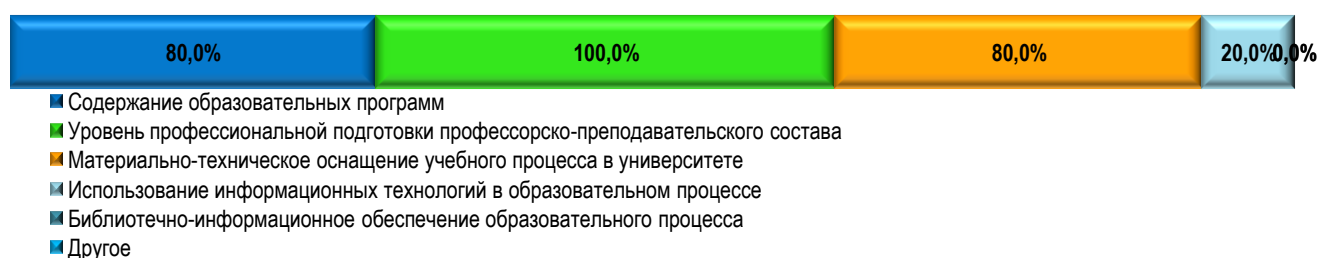 80,0% 100,0% 80,0% 20,0% 0,0%
Содержание образовательных программ
Уровень профессиональной подготовки профессорско-преподавательского состава
Материально-техническое оснащение учебного процесса в университете
Использование информационных технологий в образовательном процессе
Библиотечно-информационное обеспечение образовательного процесса
Другое